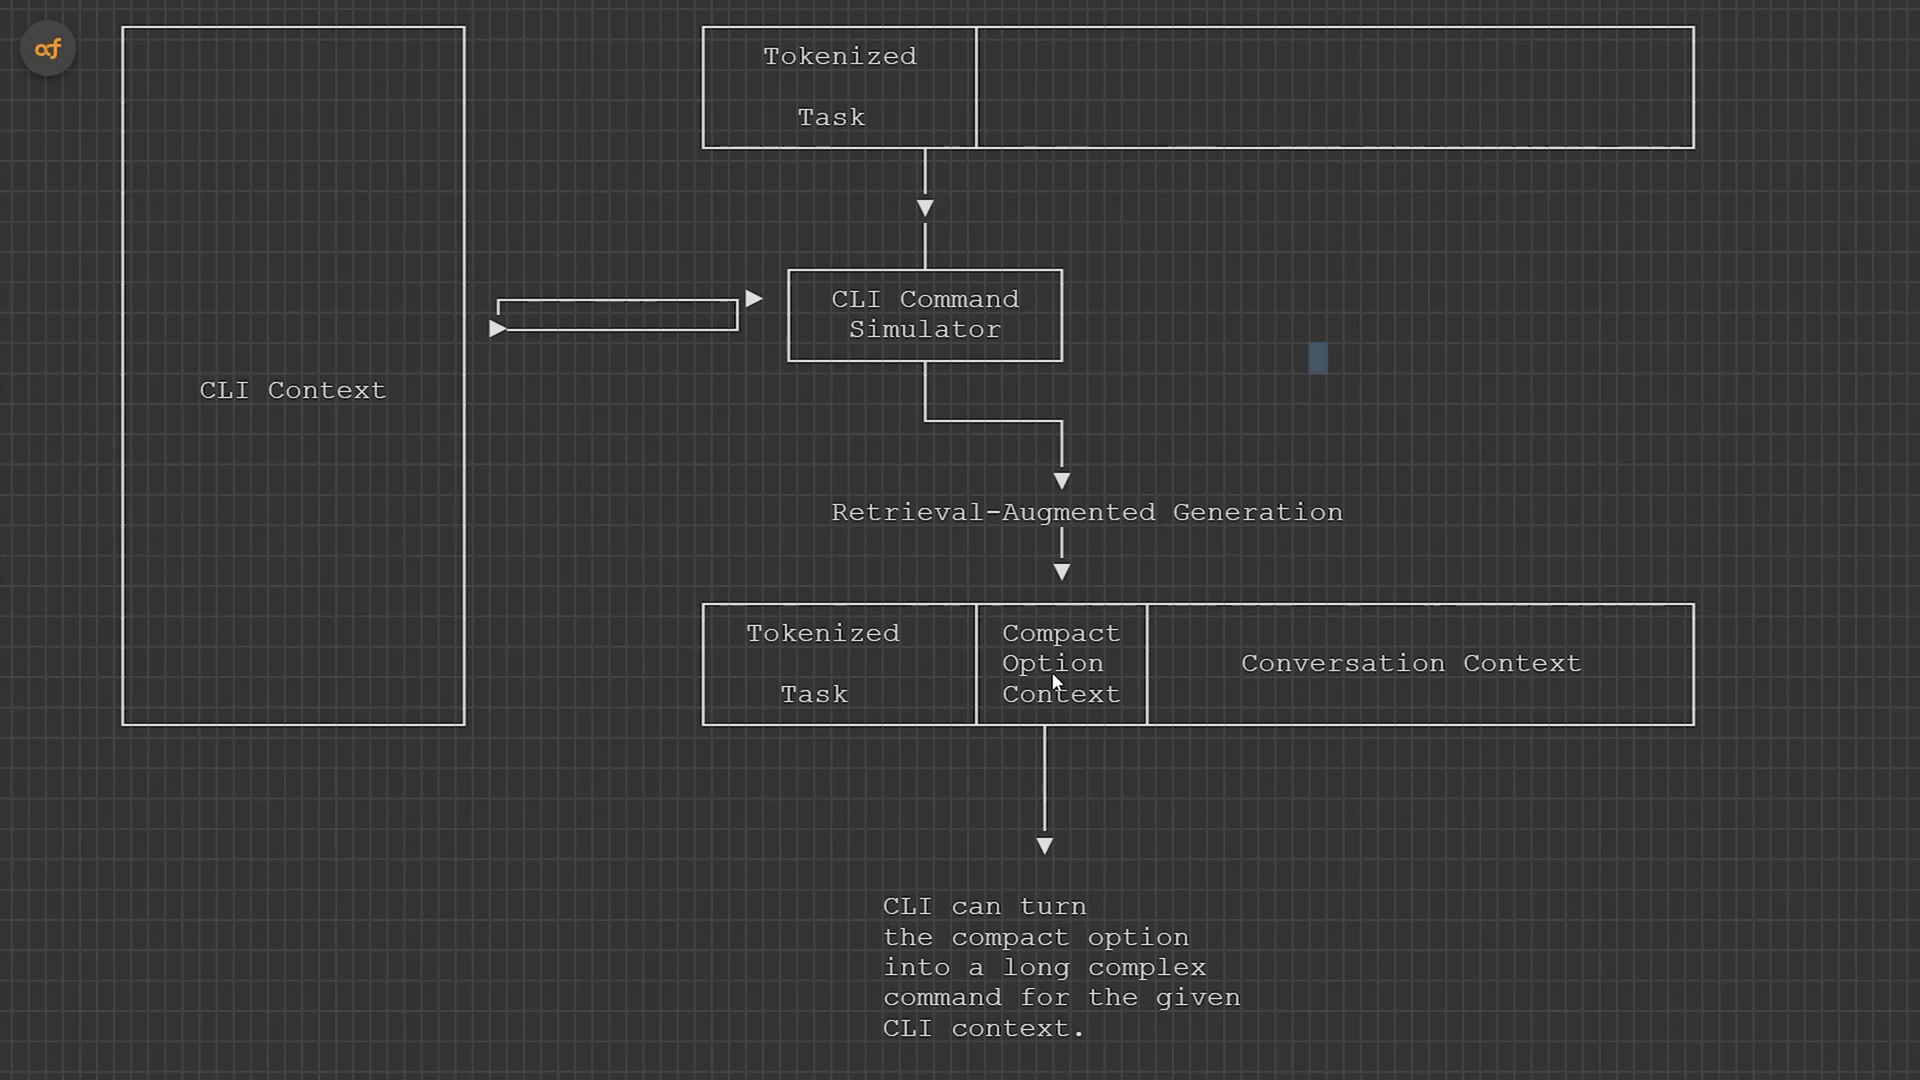 af
Tokenized
Task
CLI Command
Simulator
CLI Context
Retrieval-Augmented Generation
Tokenized
Task
Compact
Option
Context
Conversation Context
CLI can turn
the compact option
into a long complex
command for the given
CLI context.